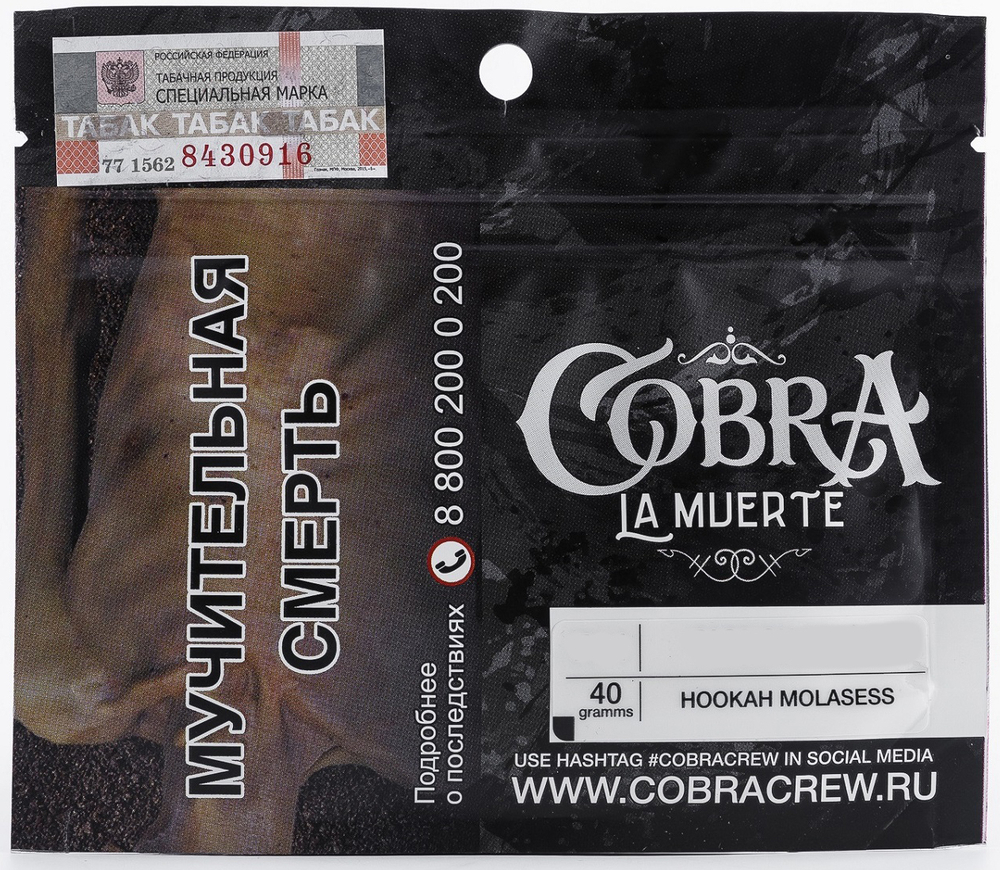 РОССИЙСКАЯ ФЕДЕРАЦИЯ
ТАБАЧНАЯ ПРОДУКЦИЯ
СПЕЦИАЛЬНАЯ МАРКА
ТАБАК ТАБАК ТАБАК
77 1562 8430916
МУЧИТЕЛЬНАЯ
СМЕРТЬ
Подробнее
о последствиях 8 800 200 0 200
COBRA
LA MUERTE
40
gramms
HOOKAH MOLASESS
USE HASHTAG #COBRACREW IN SOCIAL MEDIA
WWW.COBRACREW.RU